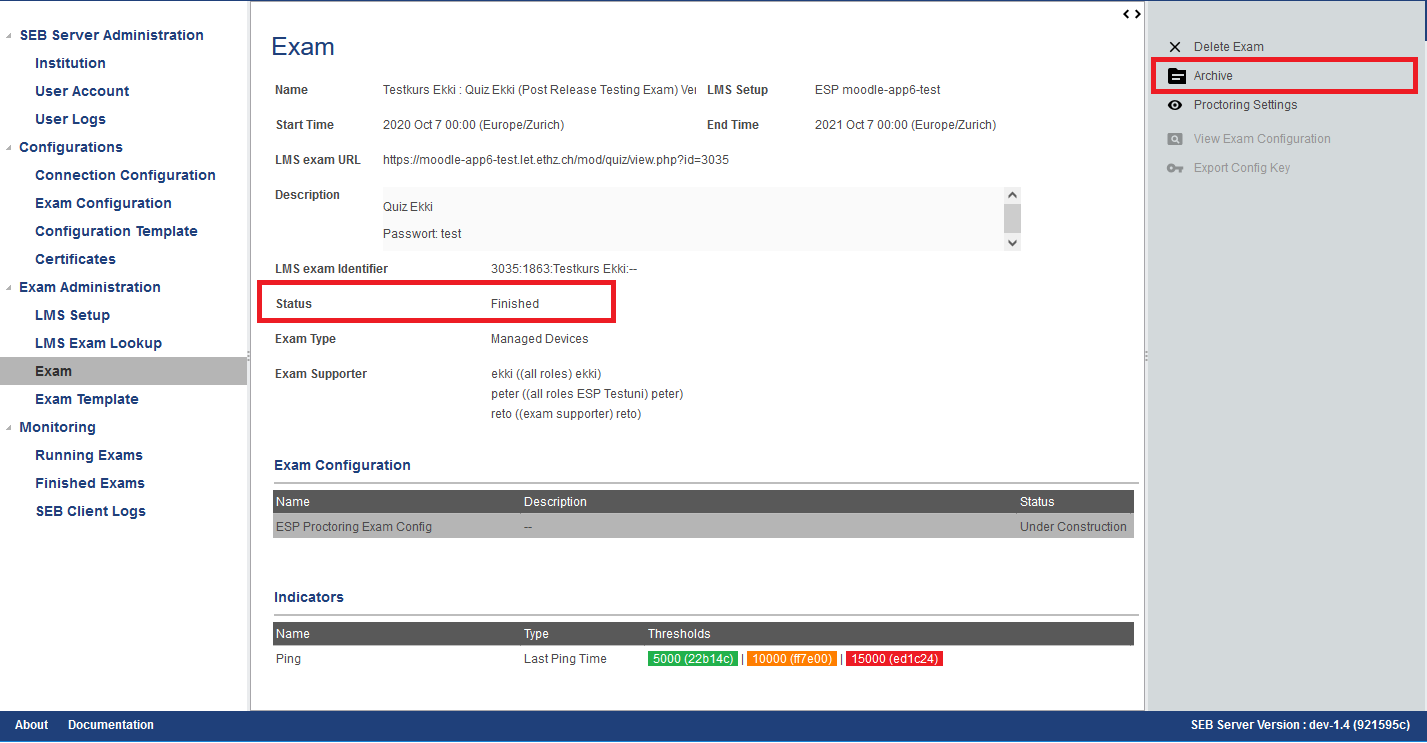 SEB Server Administration
Institution
User Account
User Logs
Configurations
Connection Configuration
Exam Configuration
Configuration Template
Certificates
Exam Administration
LMS Setup
LMS Exam Lookup
Exam
Exam Template
Monitoring
Running Exams
Finished Exams
SEB Client Logs
Exam
Name Testkurs Ekki : Quiz Ekki (Post Release Testing Exam) Ver LMS Setup ESP moodle-app6-test
Start Time 2020 Oct 7 00:00 (Europe/Zurich) End Time 2021 Oct 7 00:00 (Europe/Zurich)
LMS exam URL https://moodle-app6-test.let.ethz.ch/mod/quiz/view.php?id=3035
Description Quiz Ekki
Passwort: test
LMS exam Identifier 3035:1863:Testkurs Ekki:--
Status Finished
Exam Type Managed Devices
Exam Supporter ekki ((all roles) ekki)
peter ((all roles ESP Testuni) peter)
reto ((exam supporter) reto)
Exam Configuration
Name Description Status
ESP Proctoring Exam Config -- Under Construction
Indicators
Name Type Thresholds
Ping Last Ping Time 5000 (22b14c) | 10000 (ff7e00) | 15000 (ed1c24)
Delete Exam
Archive
Proctoring Settings
View Exam Configuration
Export Config Key
About Documentation SEB Server Version : dev-1.4 (921595c)